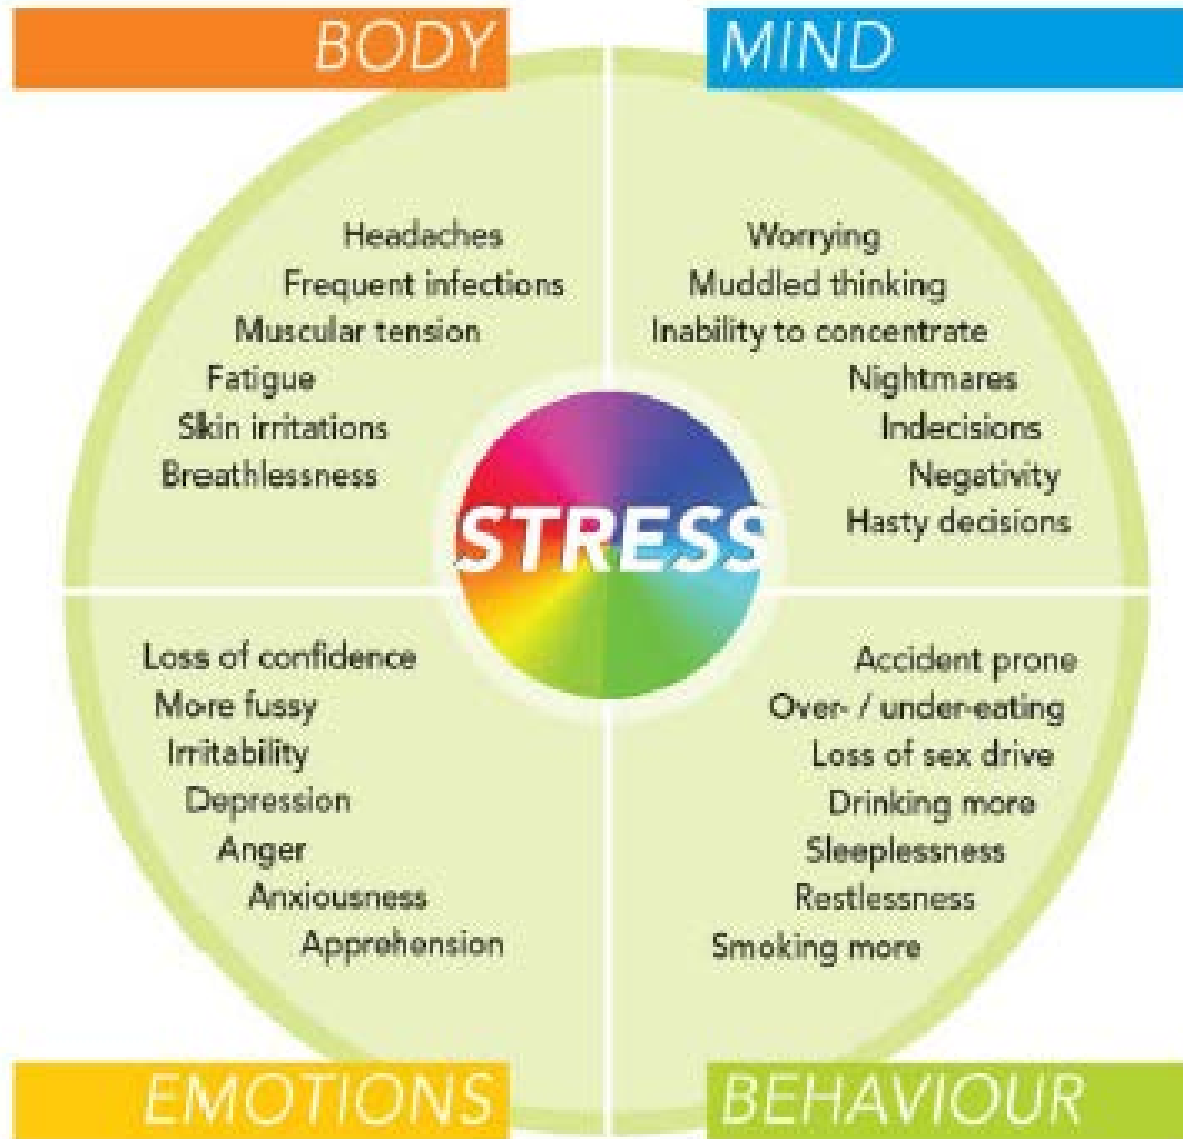 BODY
Headaches
Frequent infections
Muscular tension
Fatigue
Skin irritations
Breathlessness
MIND
Worrying
Muddled thinking
Inability to concentrate
Nightmares
Indecisions
Negativity
Hasty decisions
STRESS
Loss of confidence
More fussy
Irritability
Depression
Anger
Anxiousness
Apprehension
EMOTIONS
Accident prone
Over- / under-eating
Loss of sex drive
Drinking more
Sleeplessness
Restlessness
Smoking more
BEHAVIOUR